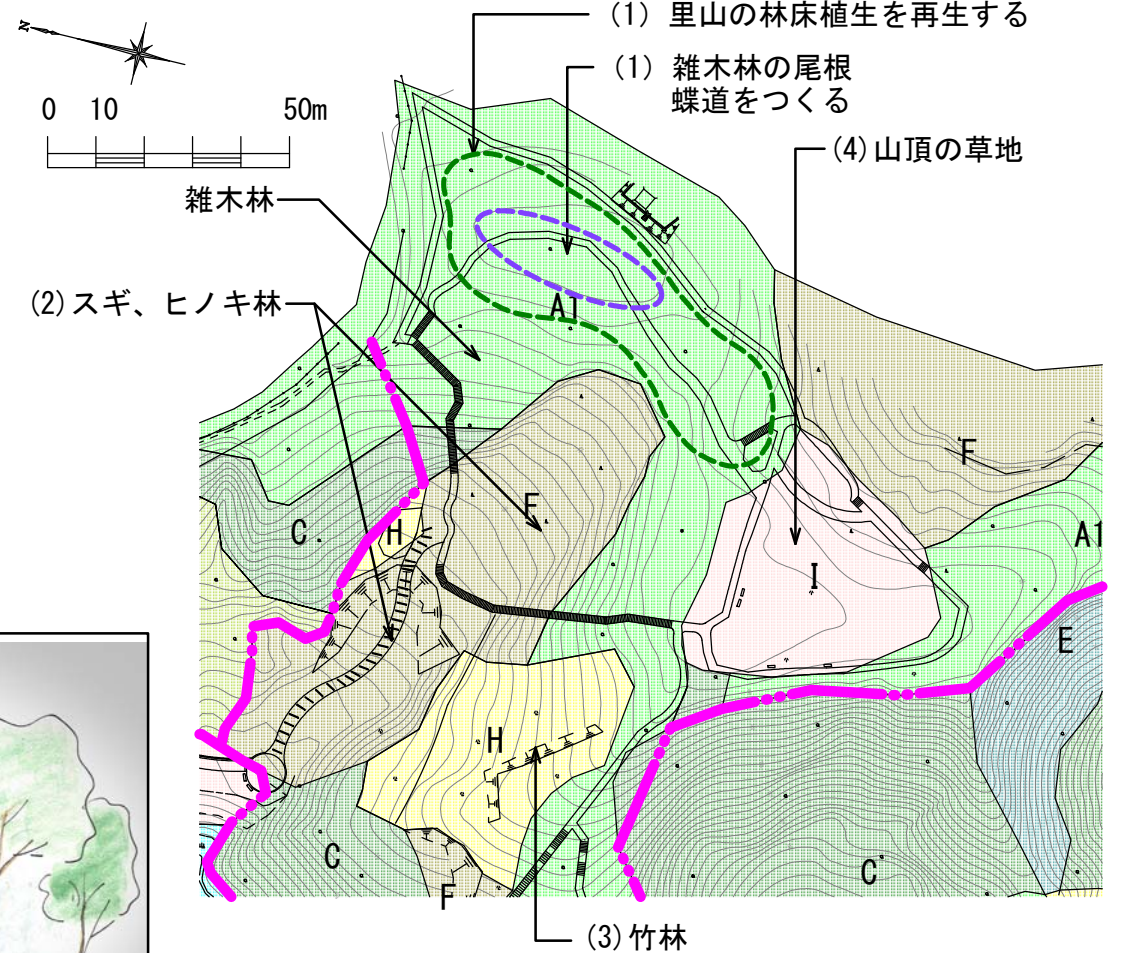 (1) 里山の林床植生を再生する
(1) 雑木林の尾根
蝶道をつくる
N
0 10 50m
(4)山頂の草地
雑木林
(2)スギ、ヒノキ林
A1
F
F
C
H
A1
I
E
H
C
C
F
(3)竹林